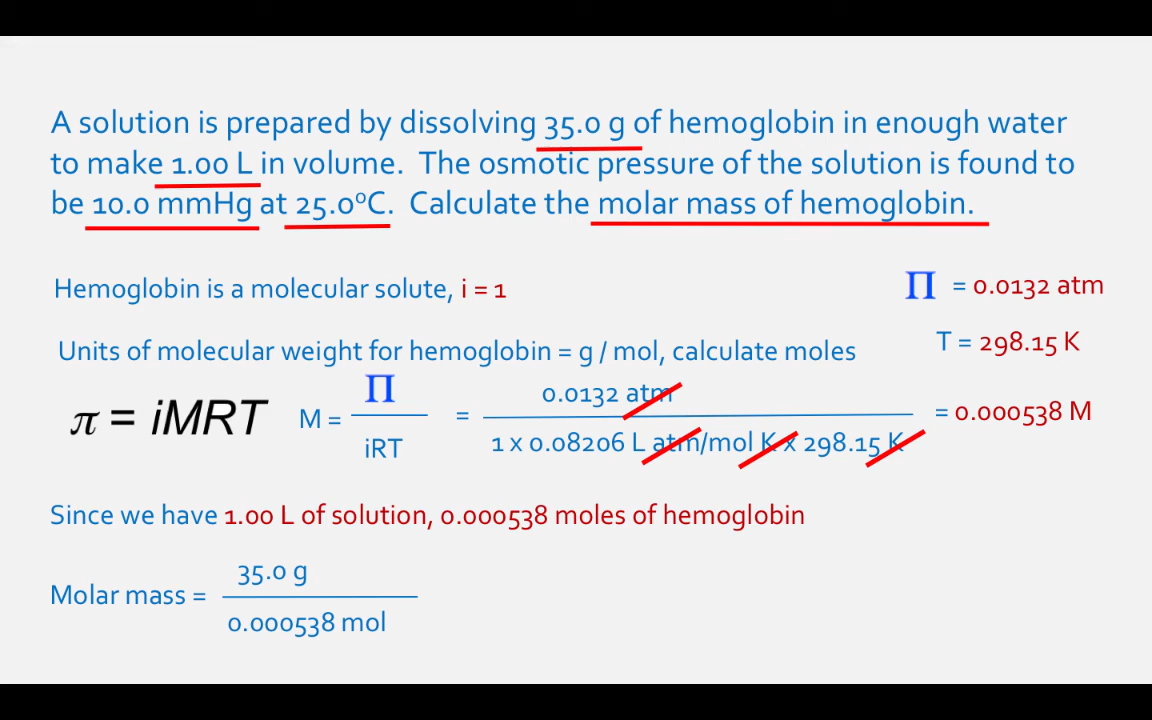 A solution is prepared by dissolving 35.0 g of hemoglobin in enough water
to make 1.00 L in volume. The osmotic pressure of the solution is found to
be 10.0 mmHg at 25.0⁰C. Calculate the molar mass of hemoglobin.
Hemoglobin is a molecular solute, i = 1
Π = 0.0132 atm
Units of molecular weight for hemoglobin = g / mol, calculate moles
T = 298.15 K
π = iMRT
M = Π / iRT = 0.0132 atm / 1 x 0.08206 L atm/mol K x 298.15 K = 0.000538 M
Since we have 1.00 L of solution, 0.000538 moles of hemoglobin
Molar mass = 35.0 g / 0.000538 mol